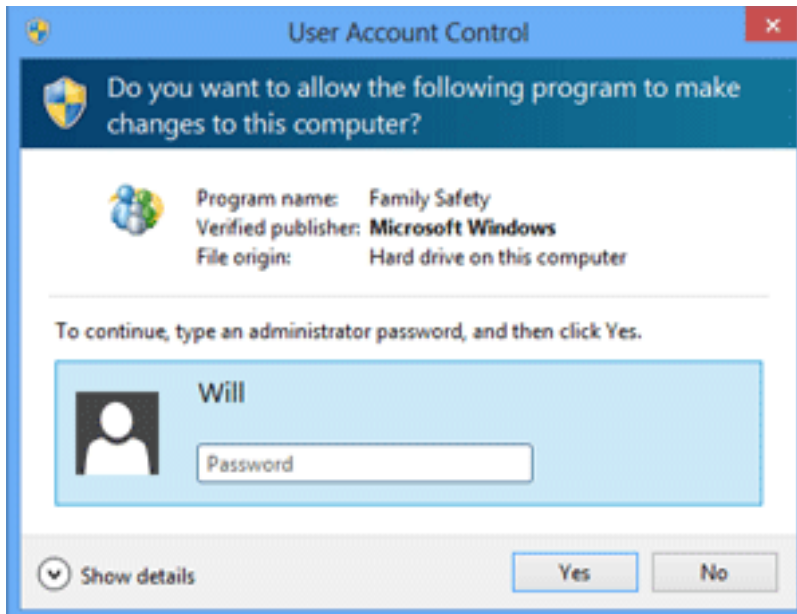 User Account Control
Do you want to allow the following program to make
changes to this computer?
Program name: Family Safety
Verified publisher: Microsoft Windows
File origin: Hard drive on this computer
To continue, type an administrator password, and then click Yes.
Will
Password
Show details
Yes
No